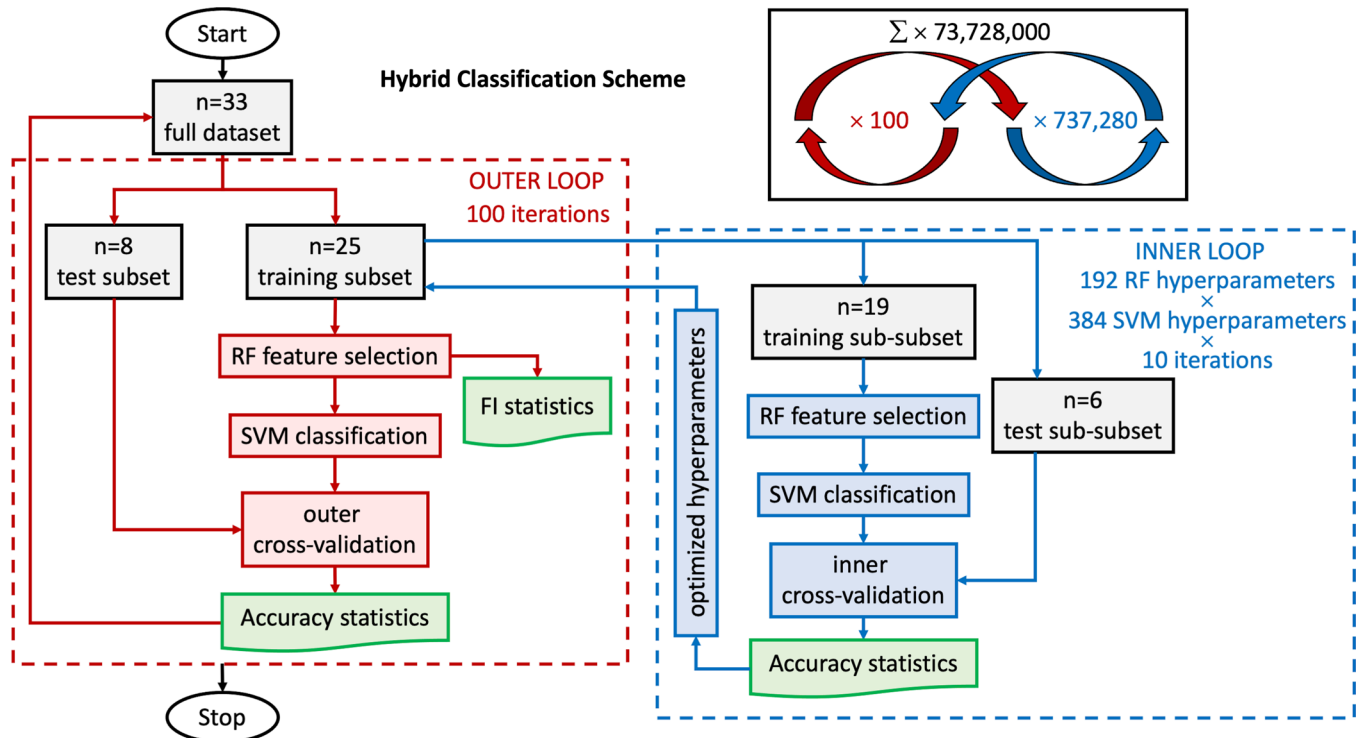 Start
n=33
full dataset
Hybrid Classification Scheme
∑ × 73,728,000
× 100
× 737,280
OUTER LOOP
100 iterations
n=8
test subset
n=25
training subset
RF feature selection
FI statistics
SVM classification
outer
cross-validation
Accuracy statistics
Stop
INNER LOOP
192 RF hyperparameters
×
384 SVM hyperparameters
×
10 iterations
n=19
training sub-subset
n=6
test sub-subset
RF feature selection
SVM classification
inner
cross-validation
Accuracy statistics
optimized hyperparameters